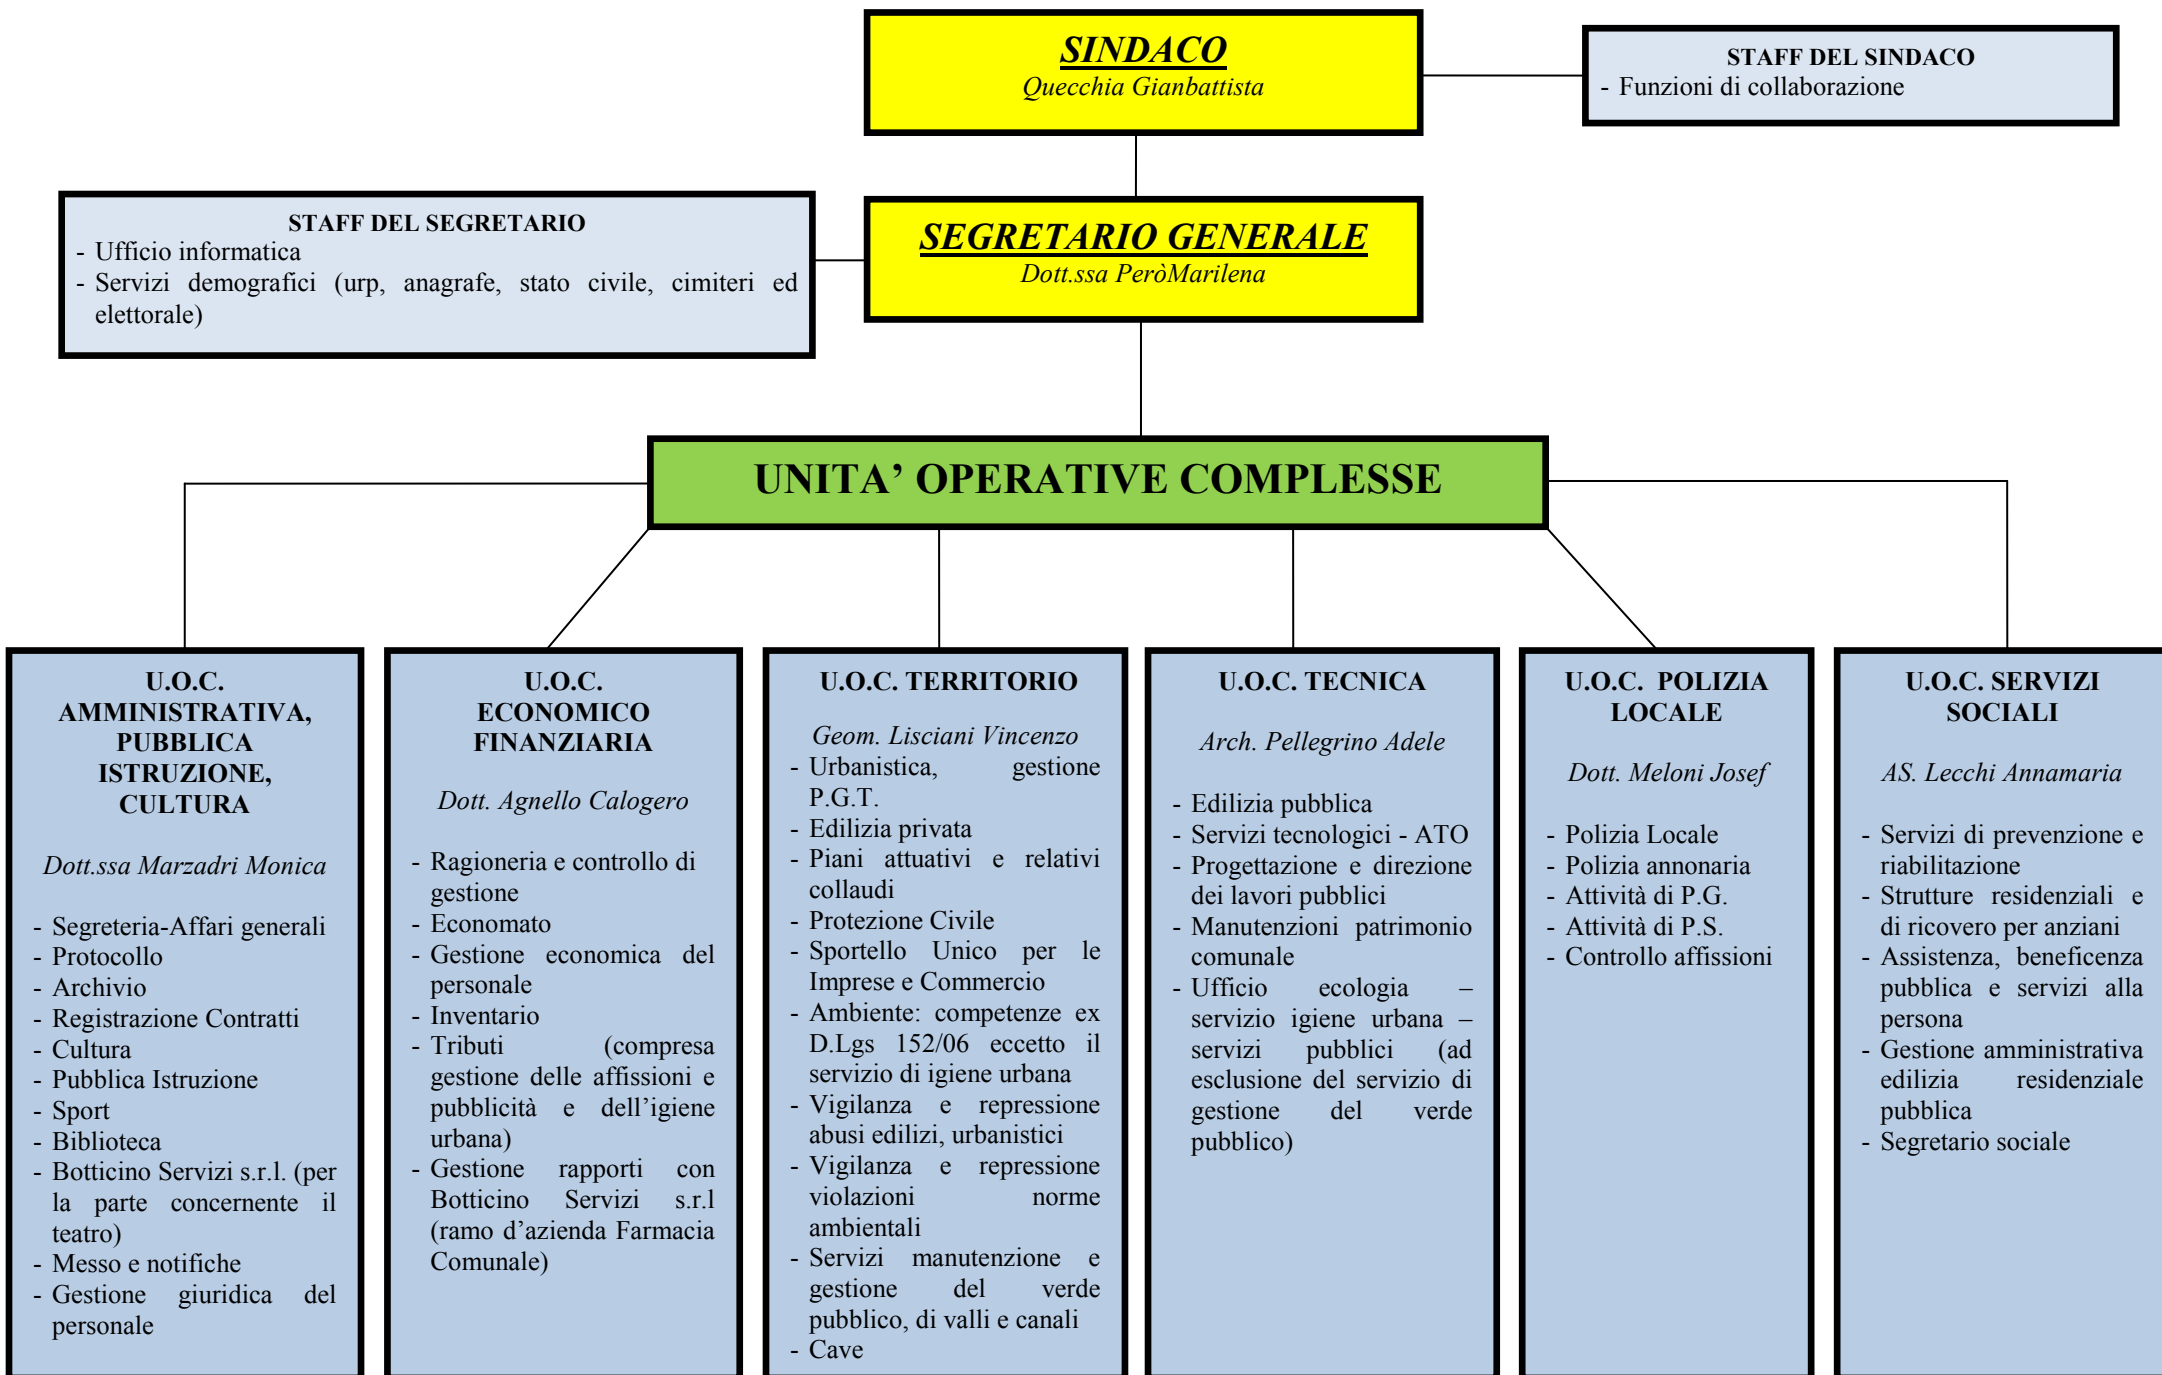 SINDACO
Quecchia Gianbattista
STAFF DEL SINDACO
- Funzioni di collaborazione
STAFF DEL SEGRETARIO
- Ufficio informatica
- Servizi demografici (urp, anagrafe, stato civile, cimiteri ed
elettorale)
SEGRETARIO GENERALE
Dott.ssa PeròMarilena
UNITA’ OPERATIVE COMPLESSE
U.O.C.
AMMINISTRATIVA,
PUBBLICA
ISTRUZIONE,
CULTURA
Dott.ssa Marzadri Monica
- Segreteria-Affari generali
- Protocollo
- Archivio
- Registrazione Contratti
- Cultura
- Pubblica Istruzione
- Sport
- Biblioteca
- Botticino Servizi s.r.l. (per
la parte concernente il
teatro)
- Messo e notifiche
- Gestione giuridica del
personale
U.O.C.
ECONOMICO
FINANZIARIA
Dott. Agnello Calogero
- Ragioneria e controllo di
gestione
- Economato
- Gestione economica del
personale
- Inventario
- Tributi (compresa
gestione delle affissioni e
pubblicità e dell’igiene
urbana)
- Gestione rapporti con
Botticino Servizi s.r.l
(ramo d’azienda Farmacia
Comunale)
U.O.C. TERRITORIO
Geom. Lisciani Vincenzo
- Urbanistica, gestione
P.G.T.
- Edilizia privata
- Piani attuativi e relativi
collaudi
- Protezione Civile
- Sportello Unico per le
Imprese e Commercio
- Ambiente: competenze ex
D.Lgs 152/06 eccetto il
servizio di igiene urbana
- Vigilanza e repressione
abusi edilizi, urbanistici
- Vigilanza e repressione
violazioni norme
ambientali
- Servizi manutenzione e
gestione del verde
pubblico, di valli e canali
- Cave
U.O.C. TECNICA
Arch. Pellegrino Adele
- Edilizia pubblica
- Servizi tecnologici - ATO
- Progettazione e direzione
dei lavori pubblici
- Manutenzioni patrimonio
comunale
- Ufficio ecologia –
servizio igiene urbana –
servizi pubblici (ad
esclusione del servizio di
gestione del verde
pubblico)
U.O.C. POLIZIA
LOCALE
Dott. Meloni Josef
- Polizia Locale
- Polizia annonaria
- Attività di P.G.
- Attività di P.S.
- Controllo affissioni
U.O.C. SERVIZI
SOCIALI
AS. Lecchi Annamaria
- Servizi di prevenzione e
riabilitazione
- Strutture residenziali e
di ricovero per anziani
- Assistenza, beneficenza
pubblica e servizi alla
persona
- Gestione amministrativa
edilizia residenziale
pubblica
- Segretario sociale